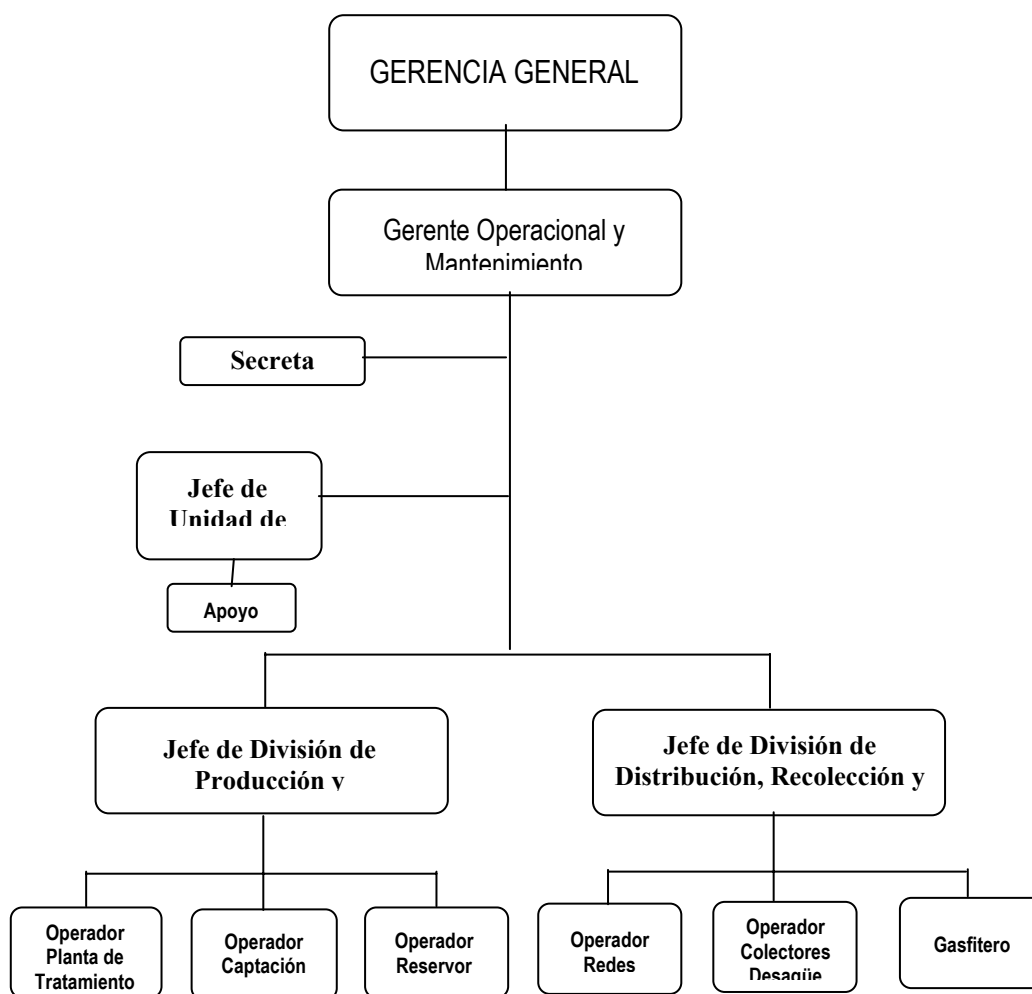 GERENCIA GENERAL
Gerente Operacional y
Mantenimiento
Secreta
Jefe de
Unidad de
Apoyo
Jefe de División de
Producción y
Jefe de División de
Distribución, Recolección y
Operador
Planta de
Tratamiento
Operador
Captación
Operador
Reservor
Operador
Redes
Operador
Colectores
Desagüe
Gasfitero